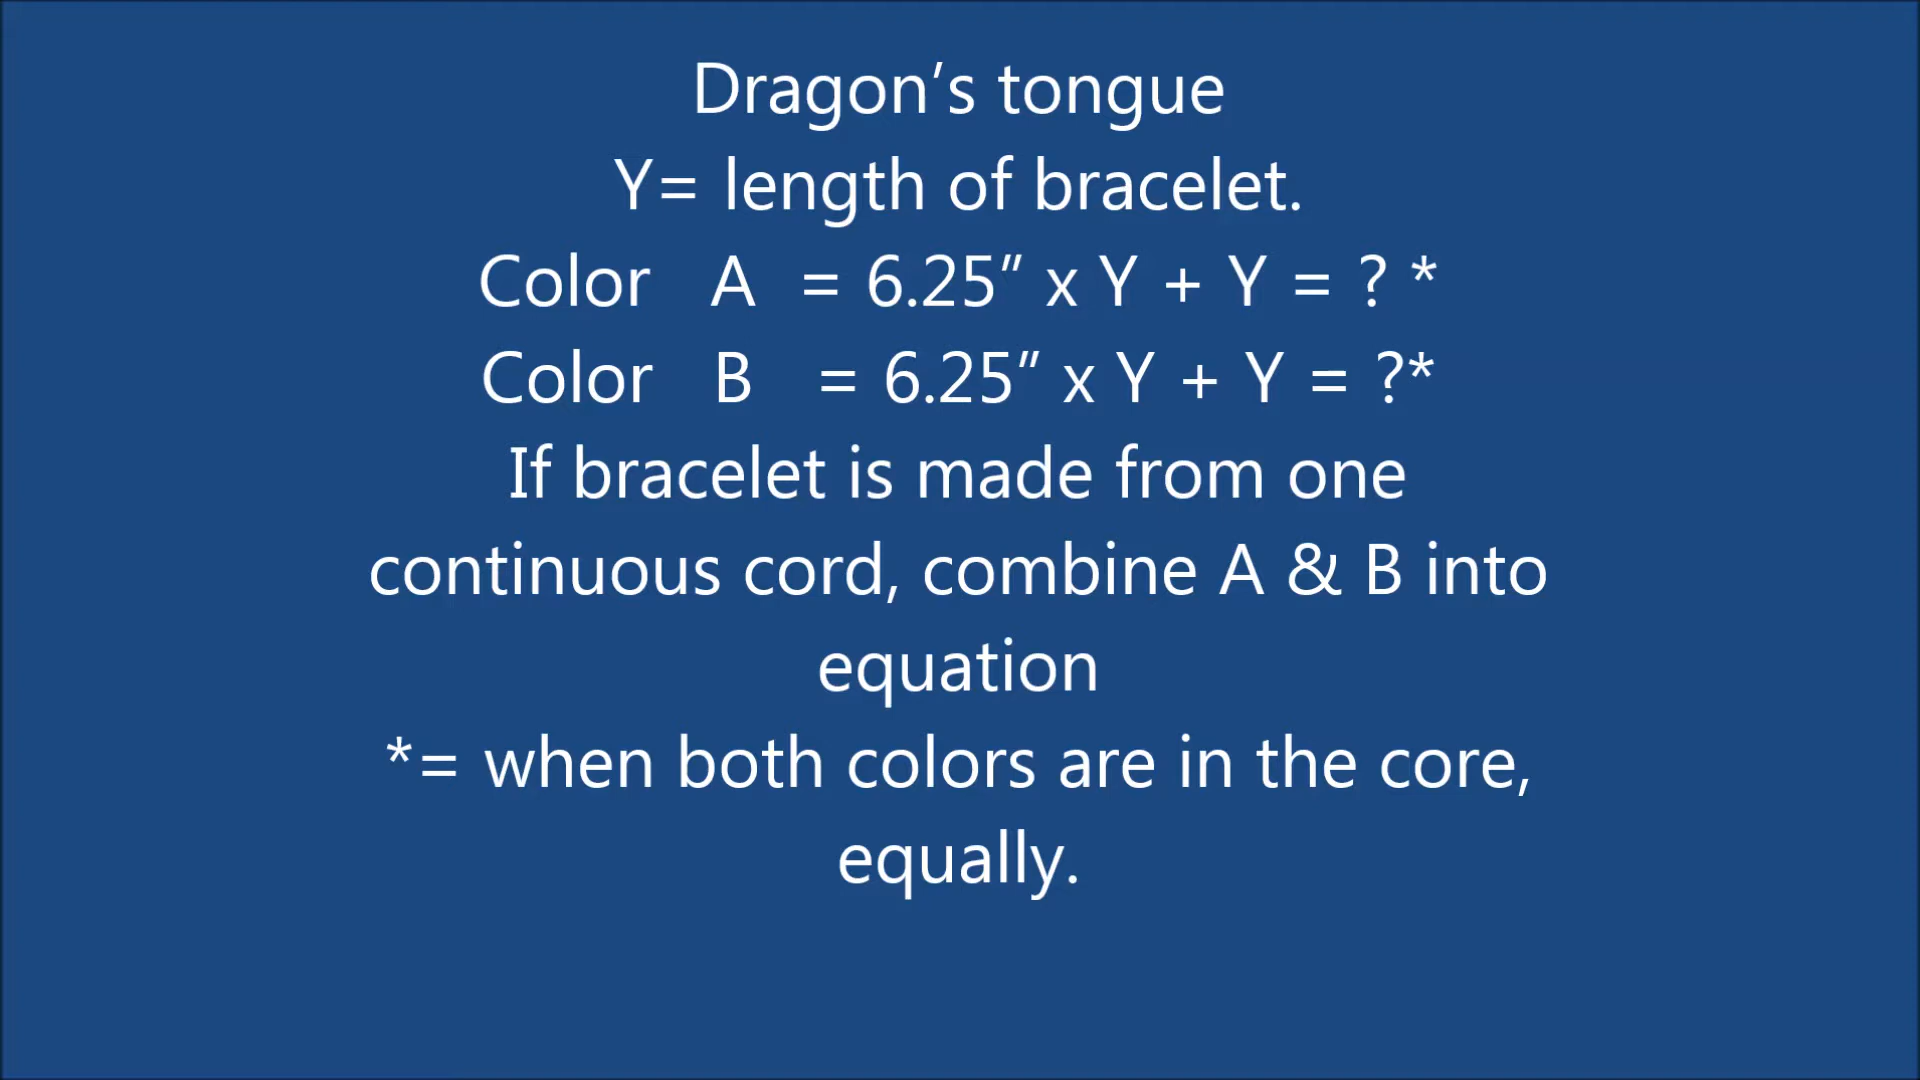 Dragon’s tongue
Y= length of bracelet.
Color A = 6.25” x Y + Y = ? *
Color B = 6.25” x Y + Y = ?*
If bracelet is made from one
continuous cord, combine A & B into
equation
*= when both colors are in the core,
equally.